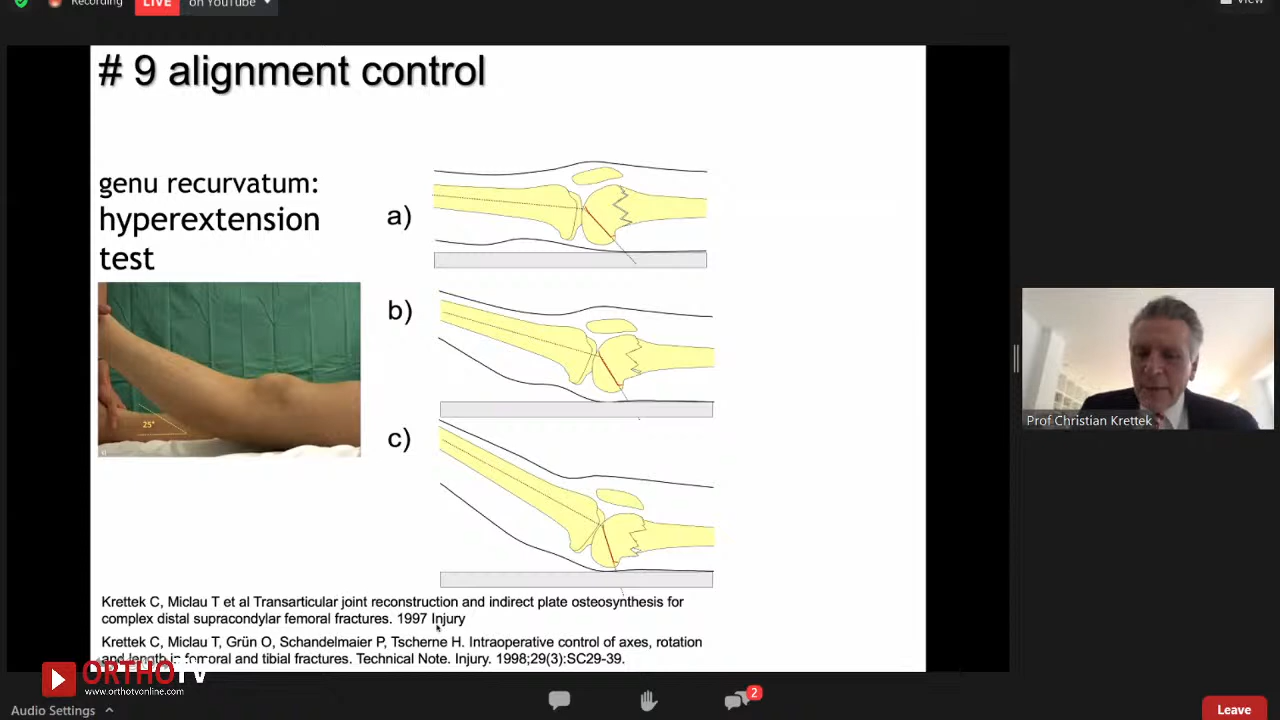 Recording
LIVE
on YouTube
View
# 9 alignment control
genu recurvatum:
hyperextension
test
a)
b)
c)
25°
Prof Christian Krettek
Krettek C, Miclau T et al Transarticular joint reconstruction and indirect plate osteosynthesis for
complex distal supracondylar femoral fractures. 1997 Injury
Krettek C, Miclau T, Grün O, Schandelmaier P, Tscherne H. Intraoperative control of axes, rotation
and length in femoral and tibial fractures. Technical Note. Injury. 1998;29(3):SC29-39.
ORTHOTV
www.orthotvonline.com
2
Audio Settings
Leave